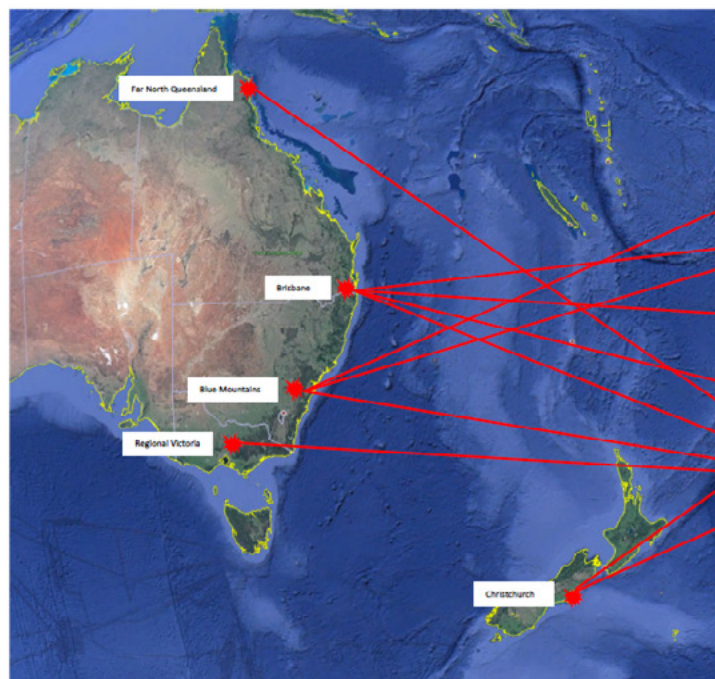 Far North Queensland
Brisbane
Blue Mountains
Regional Victoria
Christchurch